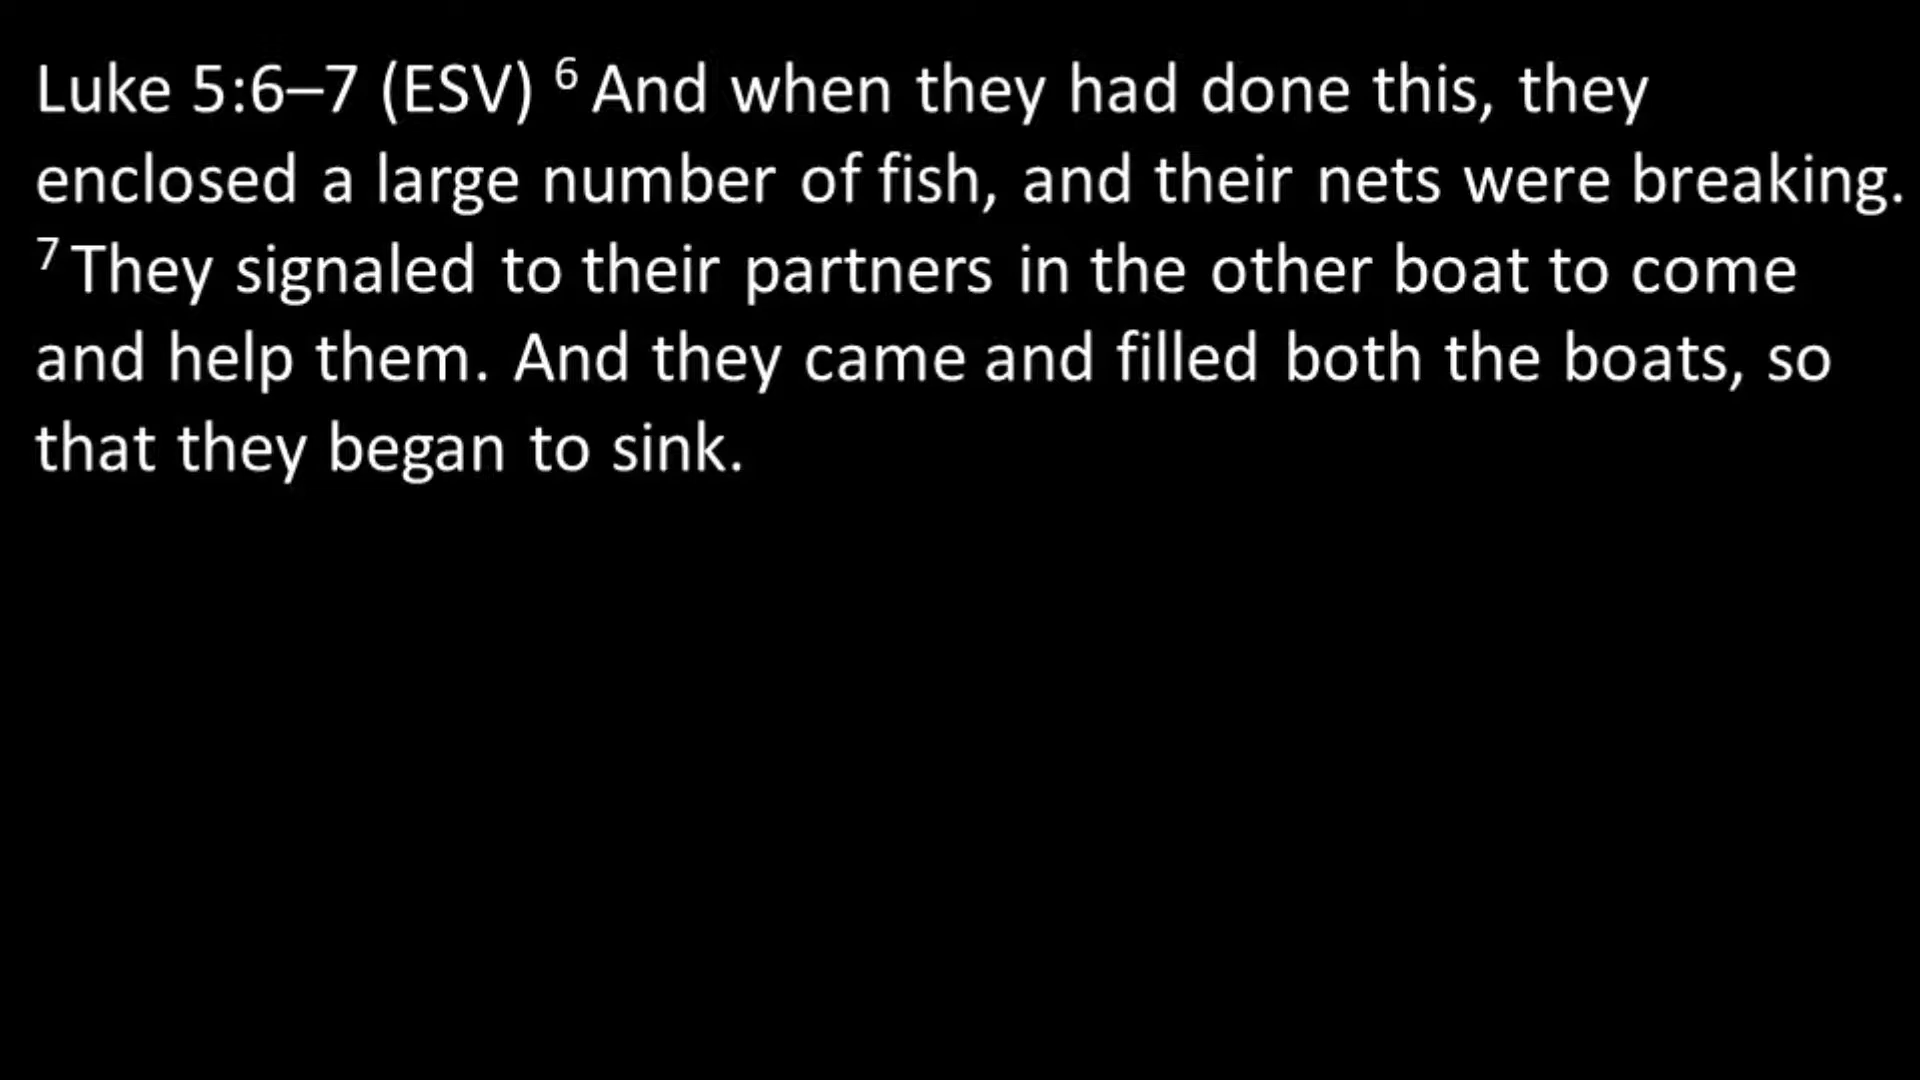 Luke 5:6–7 (ESV) ⁶ And when they had done this, they
enclosed a large number of fish, and their nets were breaking.
⁷ They signaled to their partners in the other boat to come
and help them. And they came and filled both the boats, so
that they began to sink.